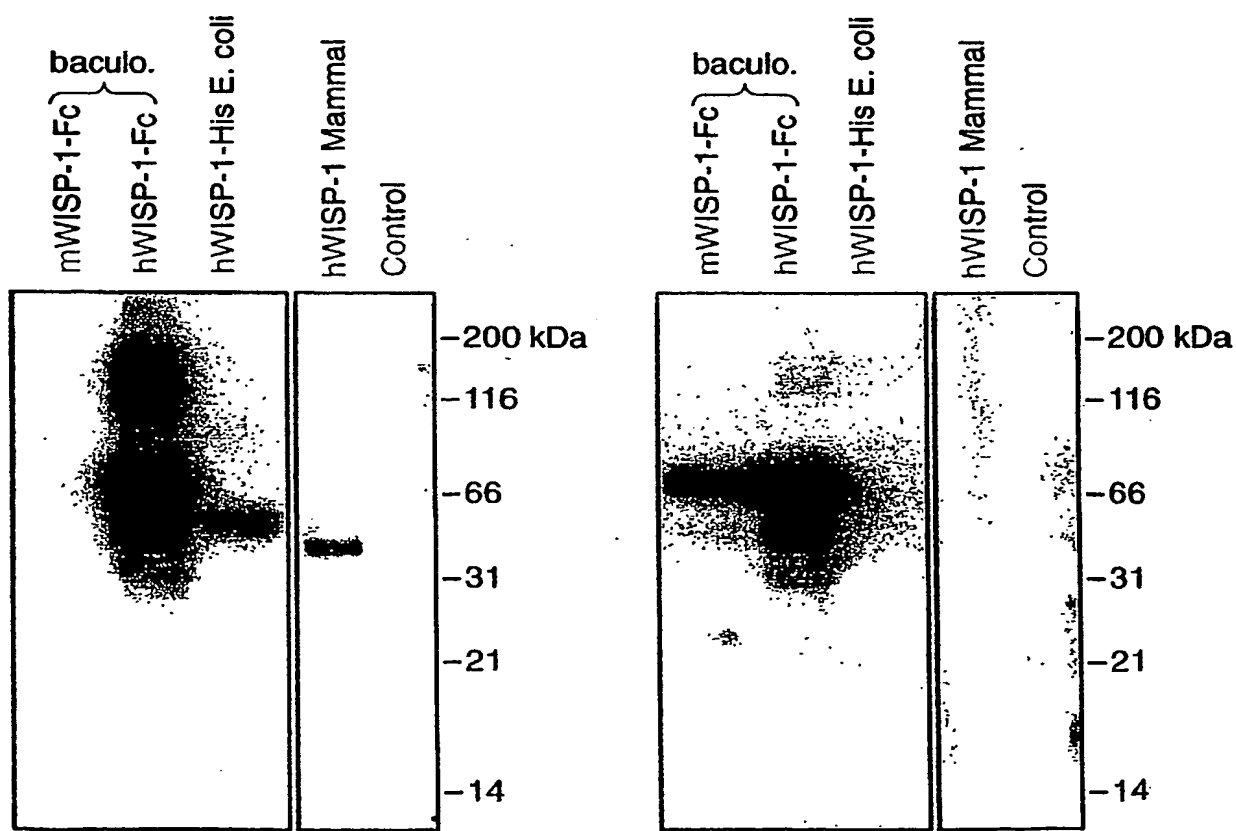 baculo.
mWISP-1-Fc
hWISP-1-Fc
hWISP-1-His E. coli
hWISP-1 Mammal
Control
-200 kDa
-116
-66
-31
-21
-14
baculo.
mWISP-1-Fc
hWISP-1-Fc
hWISP-1-His E. coli
hWISP-1 Mammal
Control
-200 kDa
-116
-66
-31
-21
-14